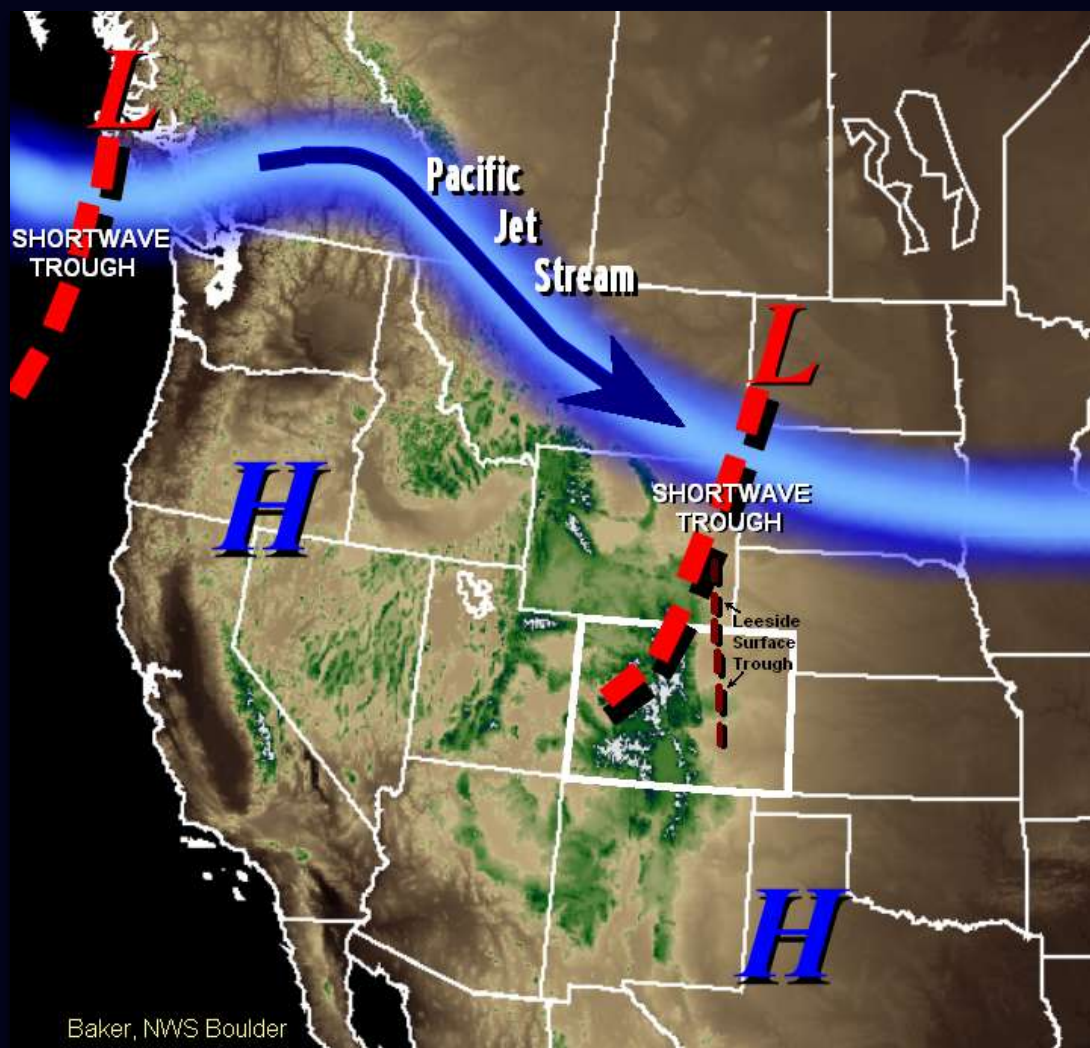 L
Pacific
Jet
Stream
SHORTWAVE
TROUGH
L
H
SHORTWAVE
TROUGH
Leeside
Surface
Trough
H
Baker, NWS Boulder